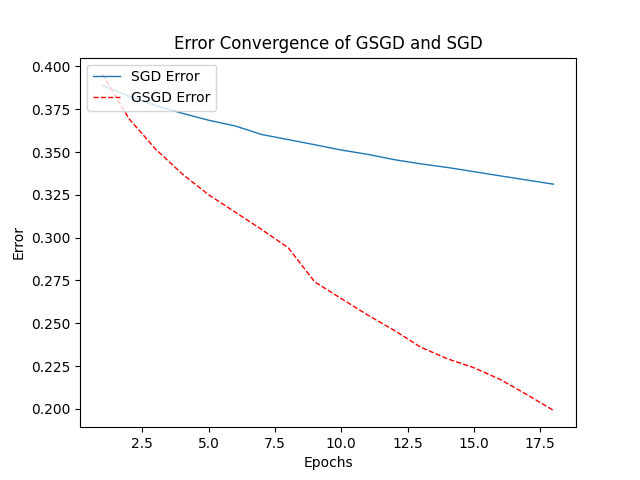 Error Convergence of GSGD and SGD
SGD Error
GSGD Error
0.400
0.375
0.350
0.325
0.300
0.275
0.250
0.225
0.200
Error
2.5 5.0 7.5 10.0 12.5 15.0 17.5
Epochs